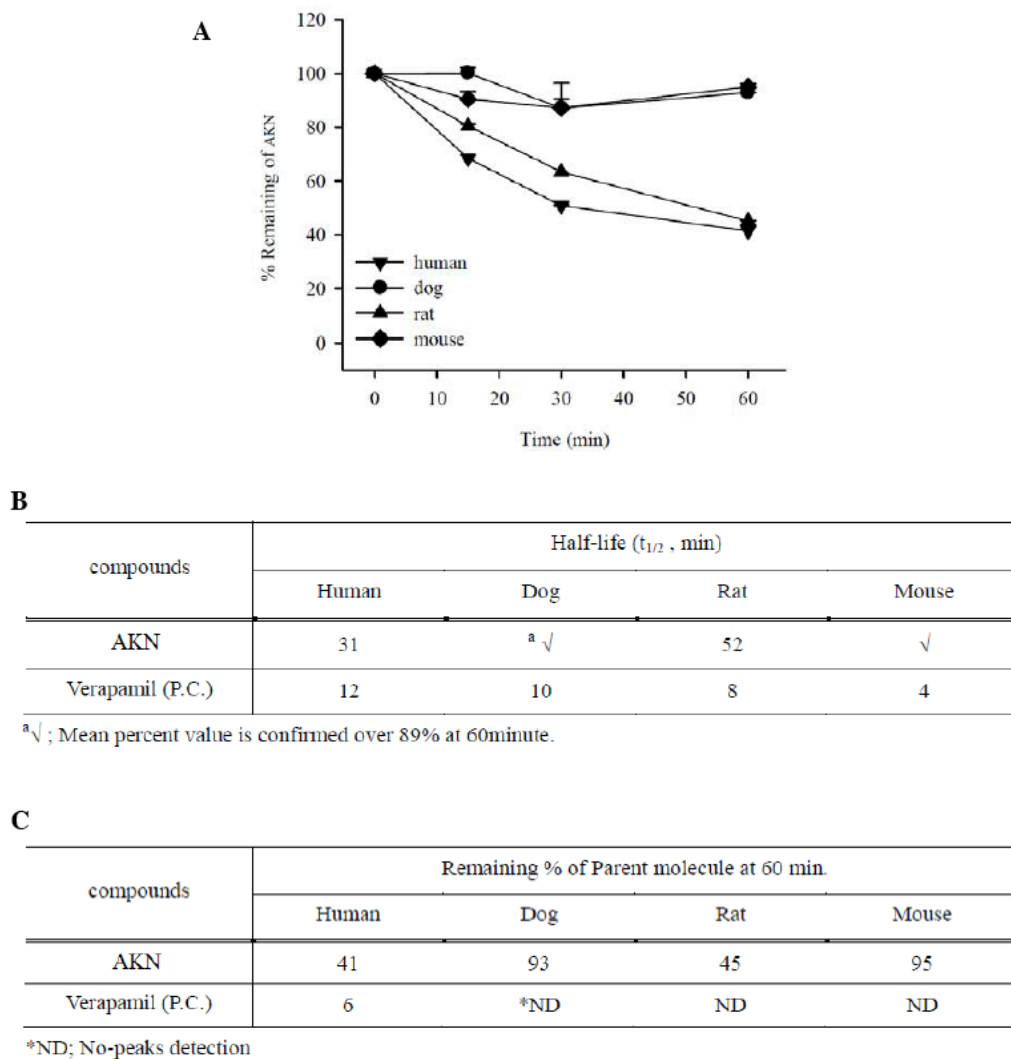 A
120
100
80
60
40
20
0
% Remaining of AKN
human
dog
rat
mouse
0 10 20 30 40 50 60
Time (min)
B
compounds
Half-life (t1/2 , min)
Human Dog Rat Mouse
AKN 31 a √ 52 √
Verapamil (P.C.) 12 10 8 4
a√ ; Mean percent value is confirmed over 89% at 60minute.
C
compounds
Remaining % of Parent molecule at 60 min.
Human Dog Rat Mouse
AKN 41 93 45 95
Verapamil (P.C.) 6 *ND ND ND
*ND; No-peaks detection